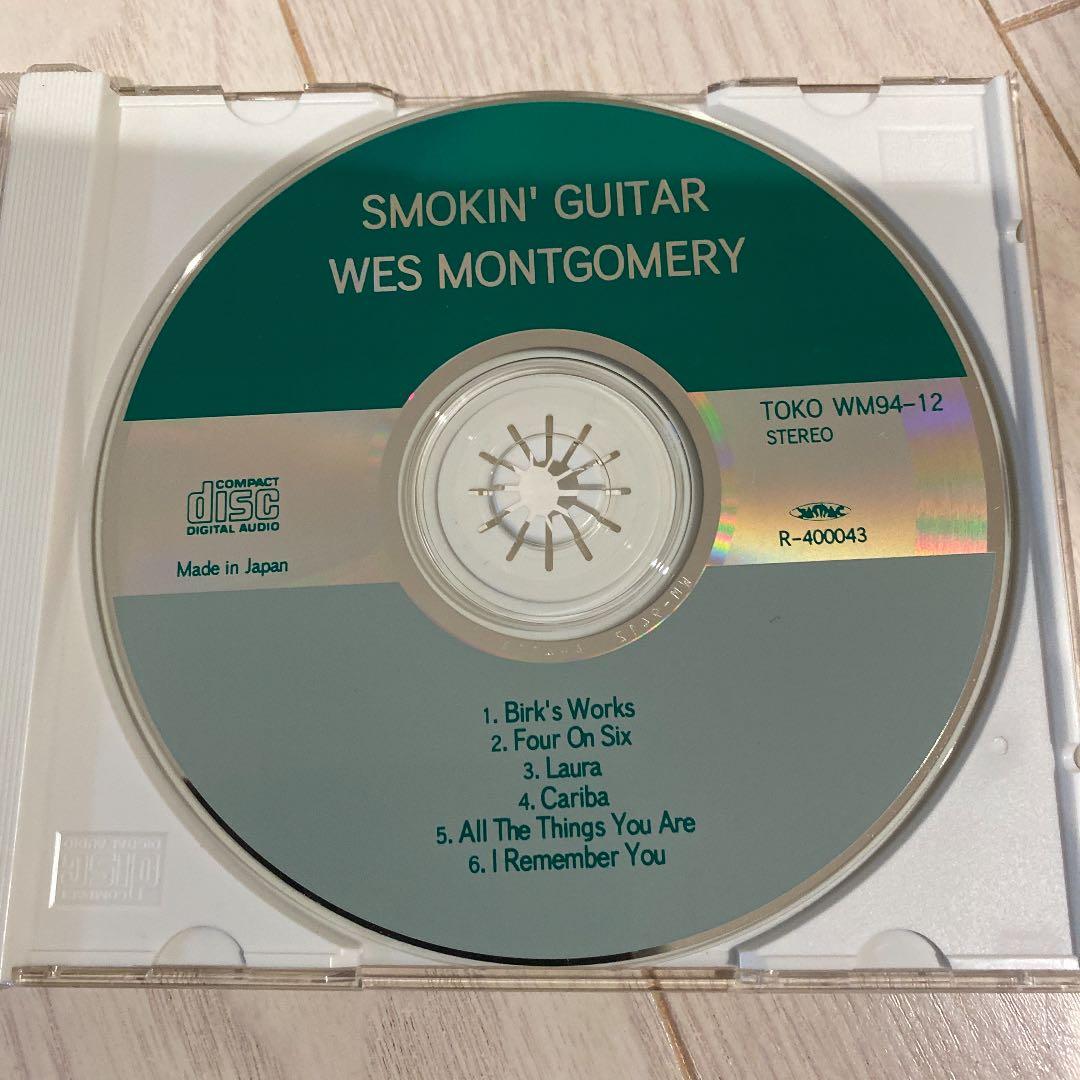 SMOKIN' GUITAR
WES MONTGOMERY
TOKO WM94-12
STEREO
COMPACT
disc
DIGITAL AUDIO
R-400043
Made in Japan
1. Birk's Works
2. Four On Six
3. Laura
4. Cariba
5. All The Things You Are
6. I Remember You